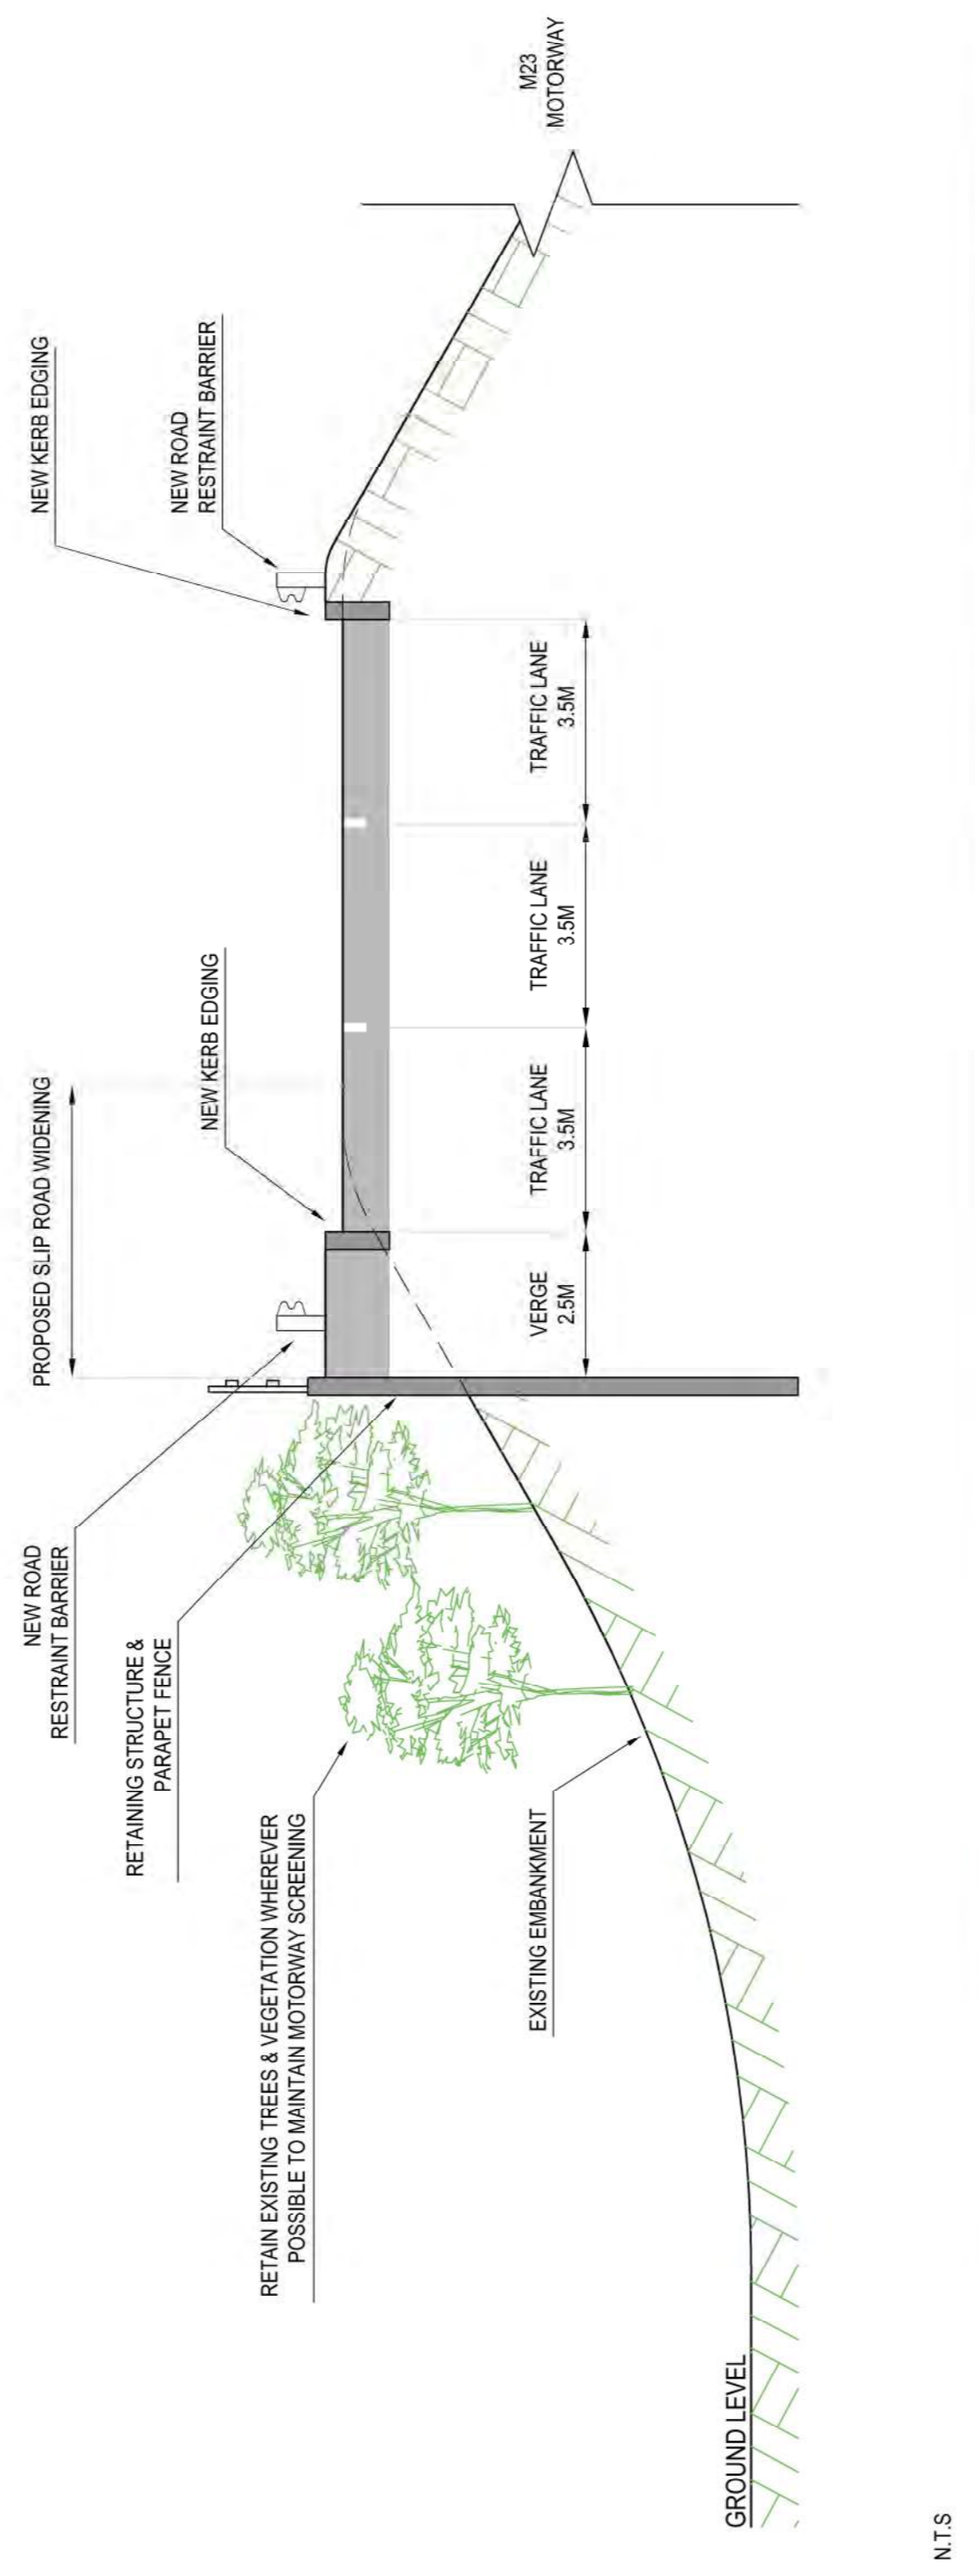 PROPOSED SLIP ROAD WIDENING
NEW ROAD
RESTRAINT BARRIER
RETAINING STRUCTURE &
PARAPET FENCE
RETAIN EXISTING TREES & VEGETATION WHEREVER
POSSIBLE TO MAINTAIN MOTORWAY SCREENING
EXISTING EMBANKMENT
GROUND LEVEL
NEW KERB EDGING
NEW KERB EDGING
NEW ROAD
RESTRAINT BARRIER
M23
MOTORWAY
VERGE
2.5M
TRAFFIC LANE
3.5M
TRAFFIC LANE
3.5M
TRAFFIC LANE
3.5M
N.T.S